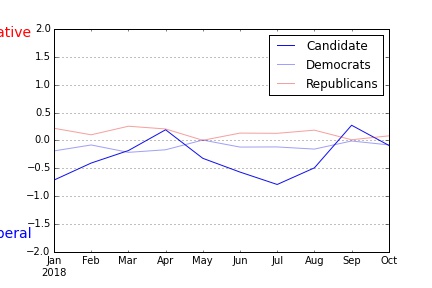 ative
2.0
Candidate
Democrats
Republicans
1.5
1.0
0.5
0.0
−0.5
−1.0
−1.5
beral
−2.0
Jan Feb Mar Apr May Jun Jul Aug Sep Oct
2018